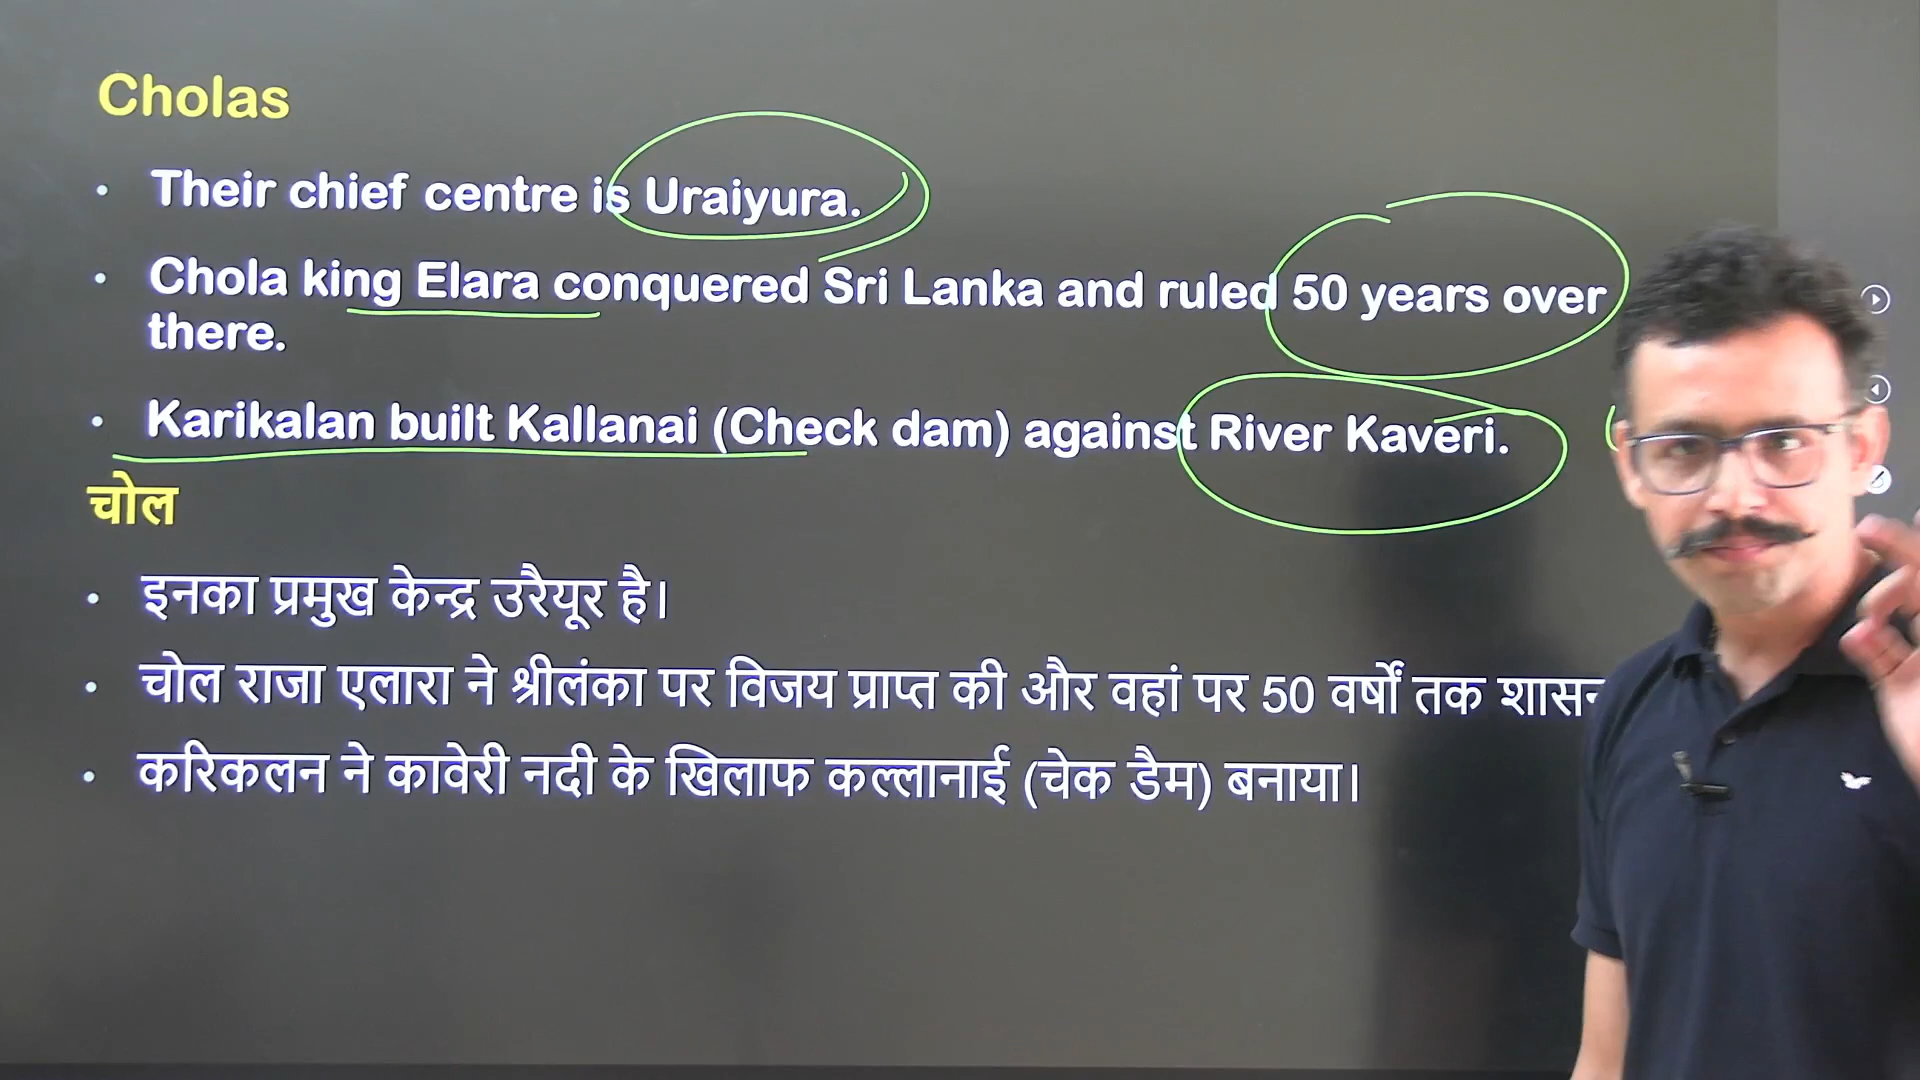 Cholas
Their chief centre is Uraiyura.
Chola king Elara conquered Sri Lanka and ruled 50 years over
there.
Karikalan built Kallanai (Check dam) against River Kaveri.
चोल
इनका प्रमुख केन्द्र उरैयूर है।
चोल राजा एलारा ने श्रीलंका पर विजय प्राप्त की और वहां पर 50 वर्षों तक शासन
करिकलन ने कावेरी नदी के खिलाफ कल्लानाई (चेक डैम) बनाया।